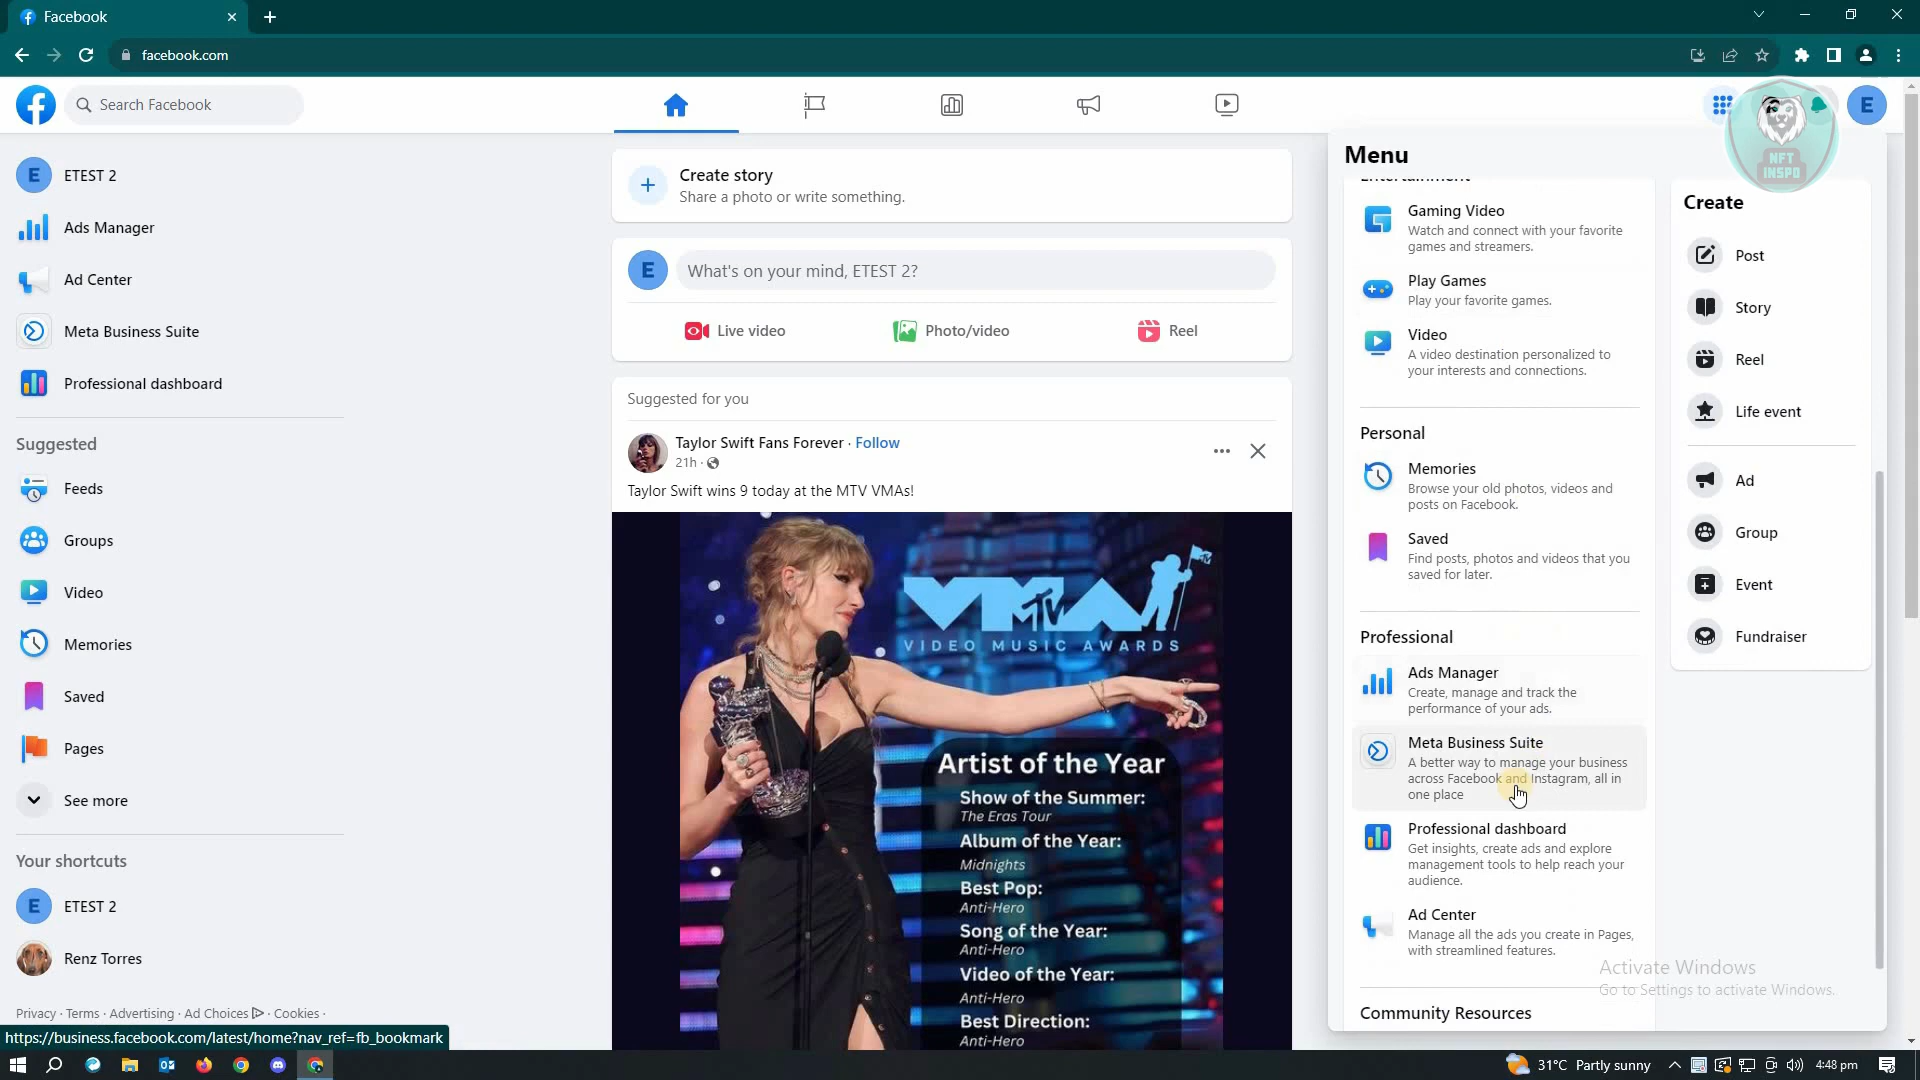 Facebook
facebook.com
Search Facebook
E
NFT
INSPO
E ETEST 2
Ads Manager
Ad Center
Meta Business Suite
Professional dashboard
Suggested
Feeds
Groups
Video
Memories
Saved
Pages
See more
Your shortcuts
E ETEST 2
Renz Torres
Privacy · Terms · Advertising · Ad Choices · Cookies ·
https://business.facebook.com/latest/home?nav_ref=fb_bookmark
Create story
Share a photo or write something.
E What's on your mind, ETEST 2?
Live video
Photo/video
Reel
Suggested for you
Taylor Swift Fans Forever · Follow
21h ·
Taylor Swift wins 9 today at the MTV VMAs!
VMA
MTV
VIDEO MUSIC AWARDS
Artist of the Year
Show of the Summer:
The Eras Tour
Album of the Year:
Midnights
Best Pop:
Anti-Hero
Song of the Year:
Anti-Hero
Video of the Year:
Anti-Hero
Best Direction:
Anti-Hero
Menu
Entertainment
Gaming Video
Watch and connect with your favorite
games and streamers.
Play Games
Play your favorite games.
Video
A video destination personalized to
your interests and connections.
Personal
Memories
Browse your old photos, videos and
posts on Facebook.
Saved
Find posts, photos and videos that you
saved for later.
Professional
Ads Manager
Create, manage and track the
performance of your ads.
Meta Business Suite
A better way to manage your business
across Facebook and Instagram, all in
one place
Professional dashboard
Get insights, create ads and explore
management tools to help reach your
audience.
Ad Center
Manage all the ads you create in Pages,
with streamlined features.
Community Resources
Create
Post
Story
Reel
Life event
Ad
Group
Event
Fundraiser
Activate Windows
Go to Settings to activate Windows.
31°C Partly sunny
4:48 pm